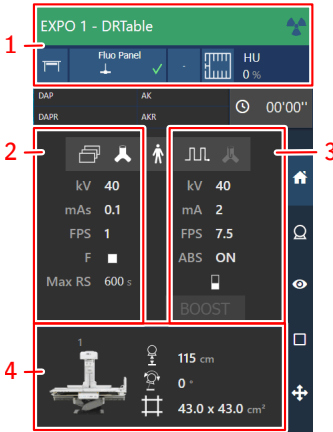 EXPO 1 - DRTable
1
Fluo Panel
-
HU
0 %
DAP
AK
00'00''
DAPR
AKR
2
3
kV 40
kV 40
mAs 0.1
mA 2
FPS 1
FPS 7.5
F
ABS ON
Max RS 600 s
BOOST
1
115 cm
4
0 °
43.0 x 43.0 cm²